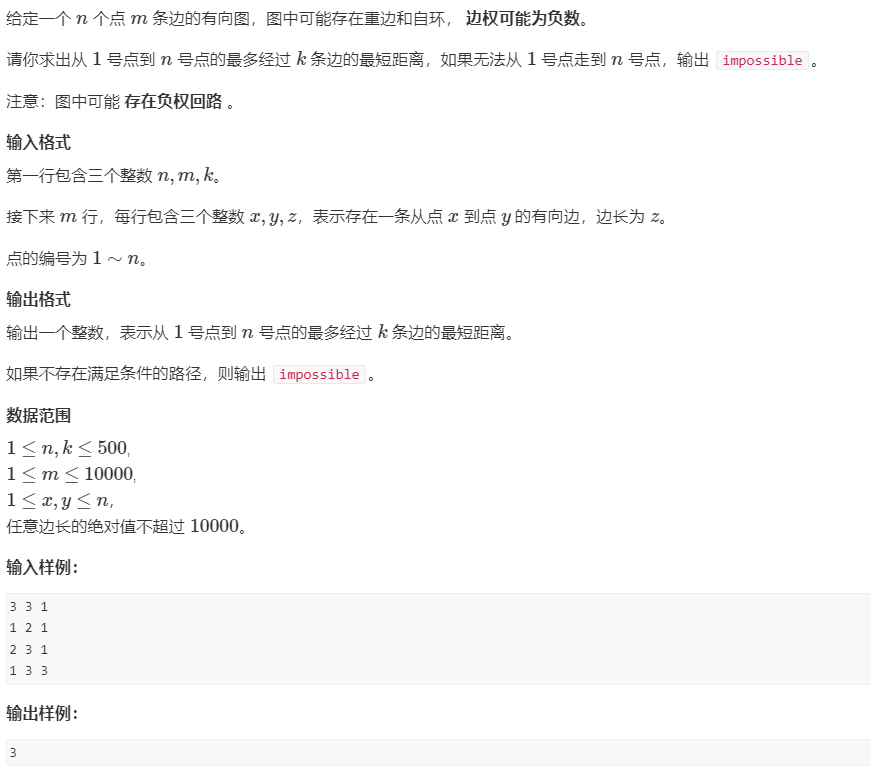 给定一个 n 个点 m 条边的有向图，图中可能存在重边和自环， 边权可能为负数。
请你求出从 1 号点到 n 号点的最多经过 k 条边的最短距离，如果无法从 1 号点走到 n 号点，输出 impossible 。
注意：图中可能 存在负权回路 。
输入格式
第一行包含三个整数 n, m, k。
接下来 m 行，每行包含三个整数 x, y, z，表示存在一条从点 x 到点 y 的有向边，边长为 z。
点的编号为 1 ∼ n。
输出格式
输出一个整数，表示从 1 号点到 n 号点的最多经过 k 条边的最短距离。
如果不存在满足条件的路径，则输出 impossible 。
数据范围
1 ≤ n, k ≤ 500,
1 ≤ m ≤ 10000,
1 ≤ x, y ≤ n，
任意边长的绝对值不超过 10000。
输入样例：
3 3 1
1 2 1
2 3 1
1 3 3
输出样例：
3